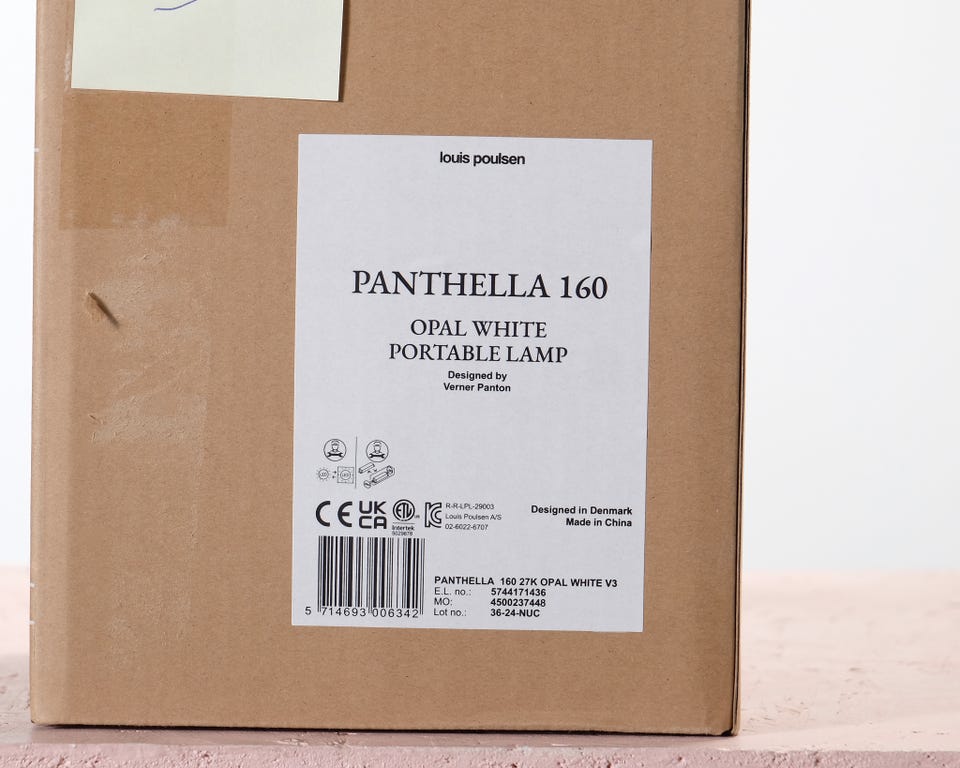 louis poulsen
PANTHELLA 160
OPAL WHITE
PORTABLE LAMP
Designed by
Verner Panton
CE UK CA ETL Intertek
R-R-LPL-29003
Louis Poulsen A/S
02-6022-6707
Designed in Denmark
Made in China
5 714693 006342
PANTHELLA 160 27K OPAL WHITE V3
E.L. no.: 5744171436
MO: 4500237448
Lot no.: 36-24-NUC